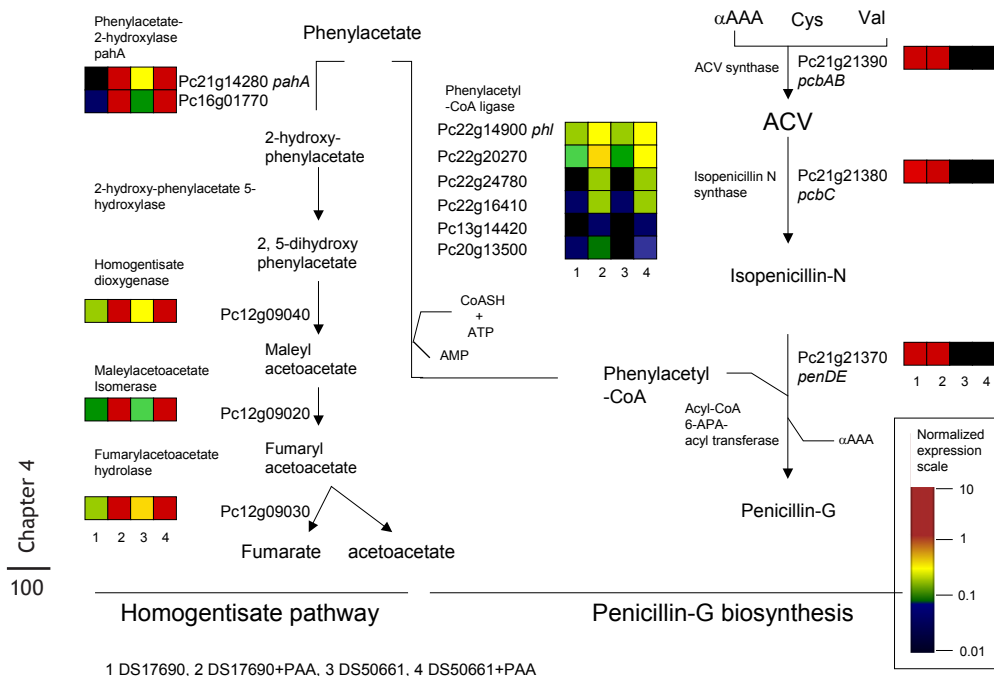 Phenylacetate-
2-hydroxylase
pahA
Pc21g14280 pahA
Pc16g01770
Phenylacetate
2-hydroxy-
phenylacetate
2-hydroxy-phenylacetate 5-
hydroxylase
2, 5-dihydroxy
phenylacetate
Homogentisate
dioxygenase
Pc12g09040
Maleyl
acetoacetate
Maleylacetoacetate
Isomerase
Pc12g09020
Fumaryl
acetoacetate
Fumarylacetoacetate
hydrolase
Pc12g09030
1 2 3 4
Fumarate acetoacetate
Phenylacetyl
-CoA ligase
Pc22g14900 phl
Pc22g20270
Pc22g24780
Pc22g16410
Pc13g14420
Pc20g13500
1 2 3 4
CoASH
+
ATP
AMP
αAAA Cys Val
ACV synthase
Pc21g21390
pcbAB
ACV
Isopenicillin N
synthase
Pc21g21380
pcbC
Isopenicillin-N
Pc21g21370
penDE
1 2 3 4
Phenylacetyl
-CoA
Acyl-CoA
6-APA-
acyl transferase
αAAA
Penicillin-G
Normalized
expression
scale
10
1
0.1
0.01
Homogentisate pathway
Penicillin-G biosynthesis
1 DS17690, 2 DS17690+PAA, 3 DS50661, 4 DS50661+PAA
Chapter 4
100